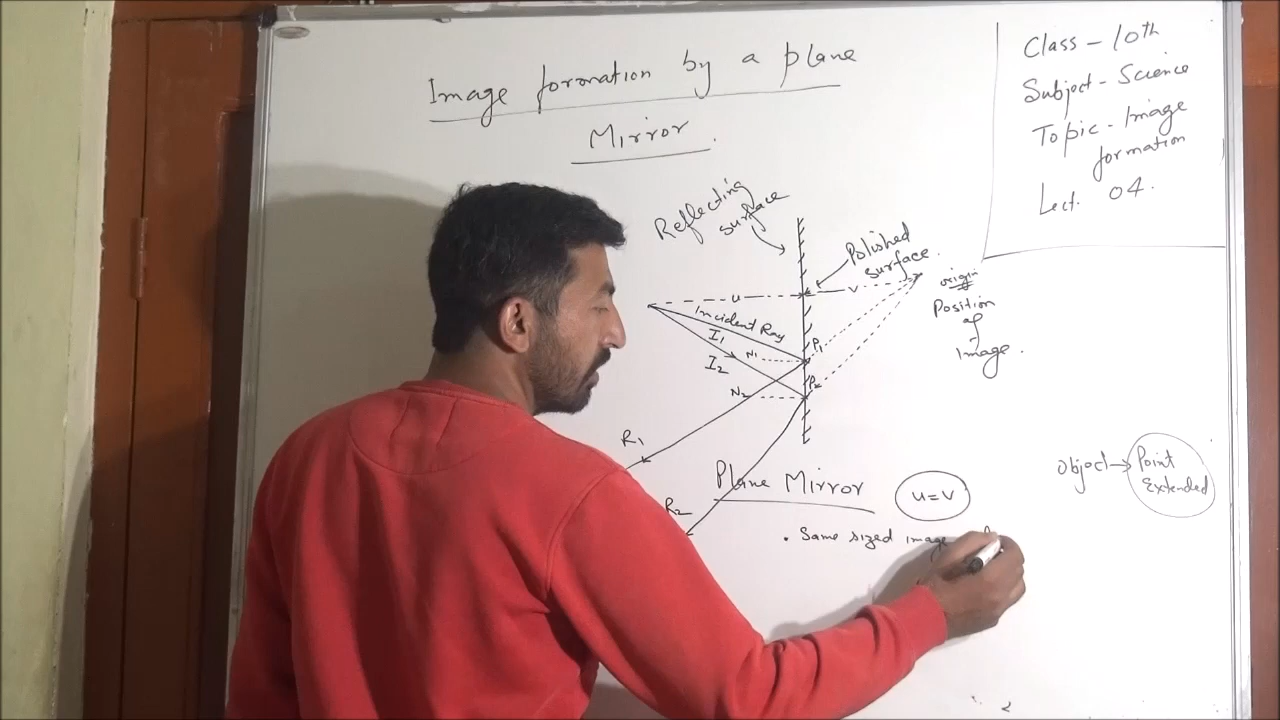 Image formation by a plane
Mirror.
Class - 10th
Subject - Science
Topic - Image
formation
Lect. 04.
Reflecting
surface
Polished
surface.
origin
Position
of
image.
u
v
Incident Ray
I1
I2
N1
N2
P1
P2
R1
R2
Plane Mirror
u=v
Object → Point
Extended
. Same sized image